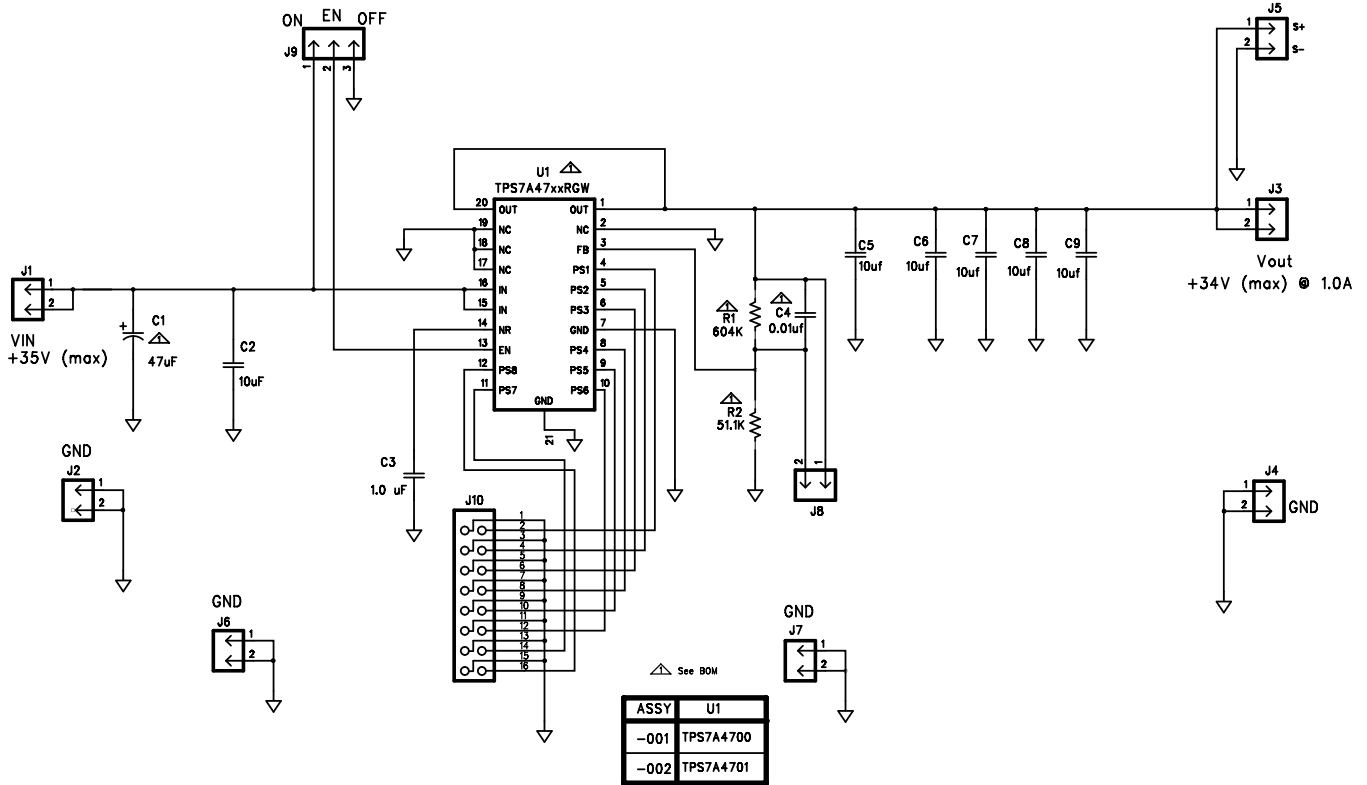 ON EN OFF
J9
1 2 3
J5
1 S+
2 S-
J3
1
2
Vout
+34V (max) @ 1.0A
U1 1
TPS7A47xxRGW
20 OUT OUT 1
19 NC NC 2
18 NC FB 3
17 NC PS1 4
16 IN PS2 5
15 IN PS3 6
14 NR GND 7
13 EN PS4 8
12 PS8 PS5 9
11 PS7 PS6 10
GND
21
J1
1
2
VIN
+35V (max)
+ C1
1
47uF
C2
10uF
C3
1.0 uF
1
R1
604K
1
C4
0.01uf
1
R2
51.1K
C5
10uf
C6
10uf
C7
10uf
C8
10uf
C9
10uf
2 1
J8
GND
J2
1
2
J4
1
2
GND
J10
1
2
3
4
5
6
7
8
9
10
11
12
13
14
15
16
GND
J6
1
2
GND
J7
1
2
1 See BOM
ASSY U1
-001 TPS7A4700
-002 TPS7A4701